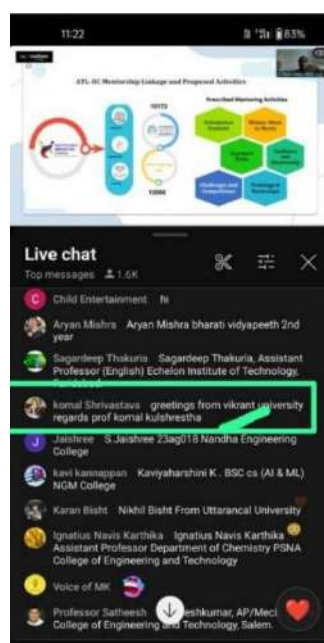 11:22
83%
ATL-IIC Mentorship Linkage and Proposed Activities
10172
Prescribed Mentoring Activities
10000
Live chat
Top messages 1.6K
Child Entertainment hi
Aryan Mishra Aryan Mishra bharati vidyapeeth 2nd
year
Sagardeep Thakuria Sagardeep Thakuria, Assistant
Professor (English) Echelon Institute of Technology,
komal Shrivastava greetings from vikrant university
regards prof komal kulshrestha
J
Jaishree S.Jaishree 23ag018 Nandha Engineering
College
kavi kannappan Kaviyaharshini K . BSC cs (AI & ML)
NGM College
Karan Bisht Nikhil Bisht From Uttarancal University
Ignatius Navis Karthika Ignatius Navis Karthika
Assistant Professor Department of Chemistry PSNA
College of Engineering and Technology
Voice of MK
Professor Satheesh eshkumar, AP/Mecl
College of Engineering and Technology, Salem.